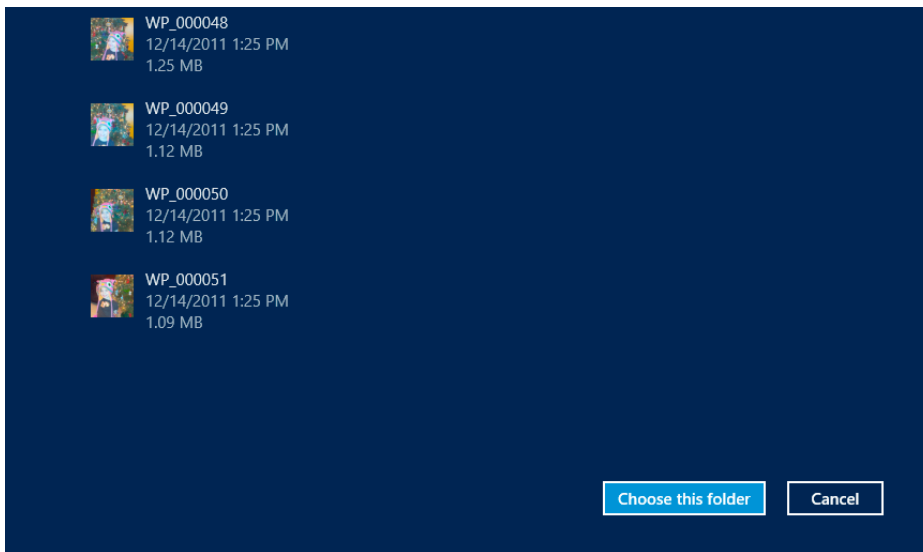 WP_000048
12/14/2011 1:25 PM
1.25 MB
WP_000049
12/14/2011 1:25 PM
1.12 MB
WP_000050
12/14/2011 1:25 PM
1.12 MB
WP_000051
12/14/2011 1:25 PM
1.09 MB
Choose this folder
Cancel